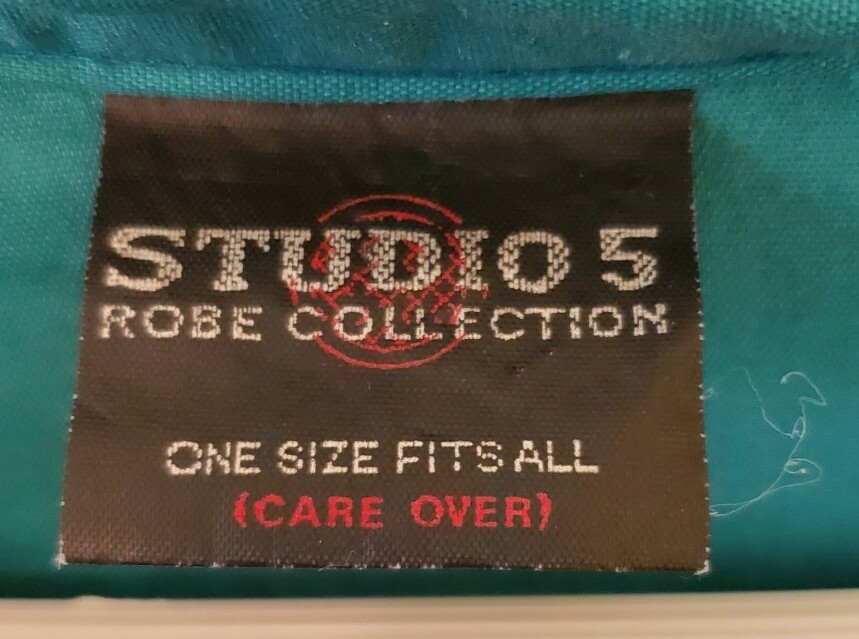 STUDIO 5
ROBE COLLECTION
ONE SIZE FITS ALL
(CARE OVER)